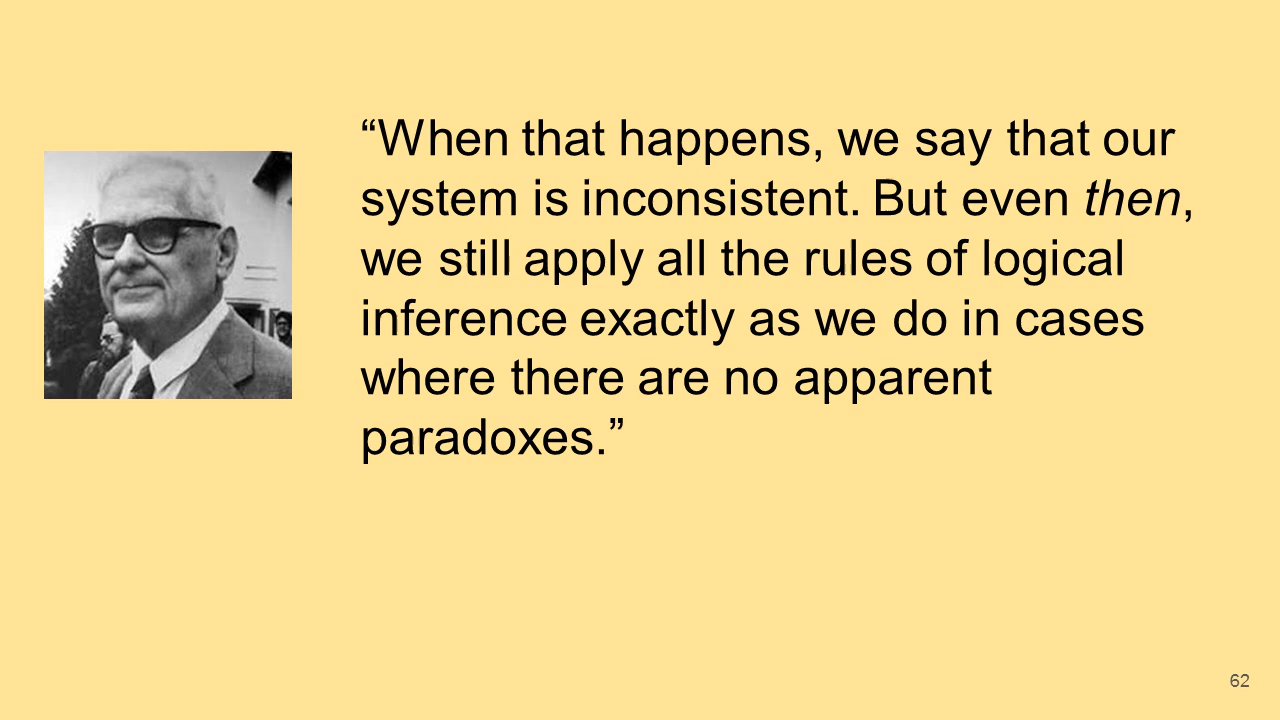 “When that happens, we say that our
system is inconsistent. But even then,
we still apply all the rules of logical
inference exactly as we do in cases
where there are no apparent
paradoxes.”
62